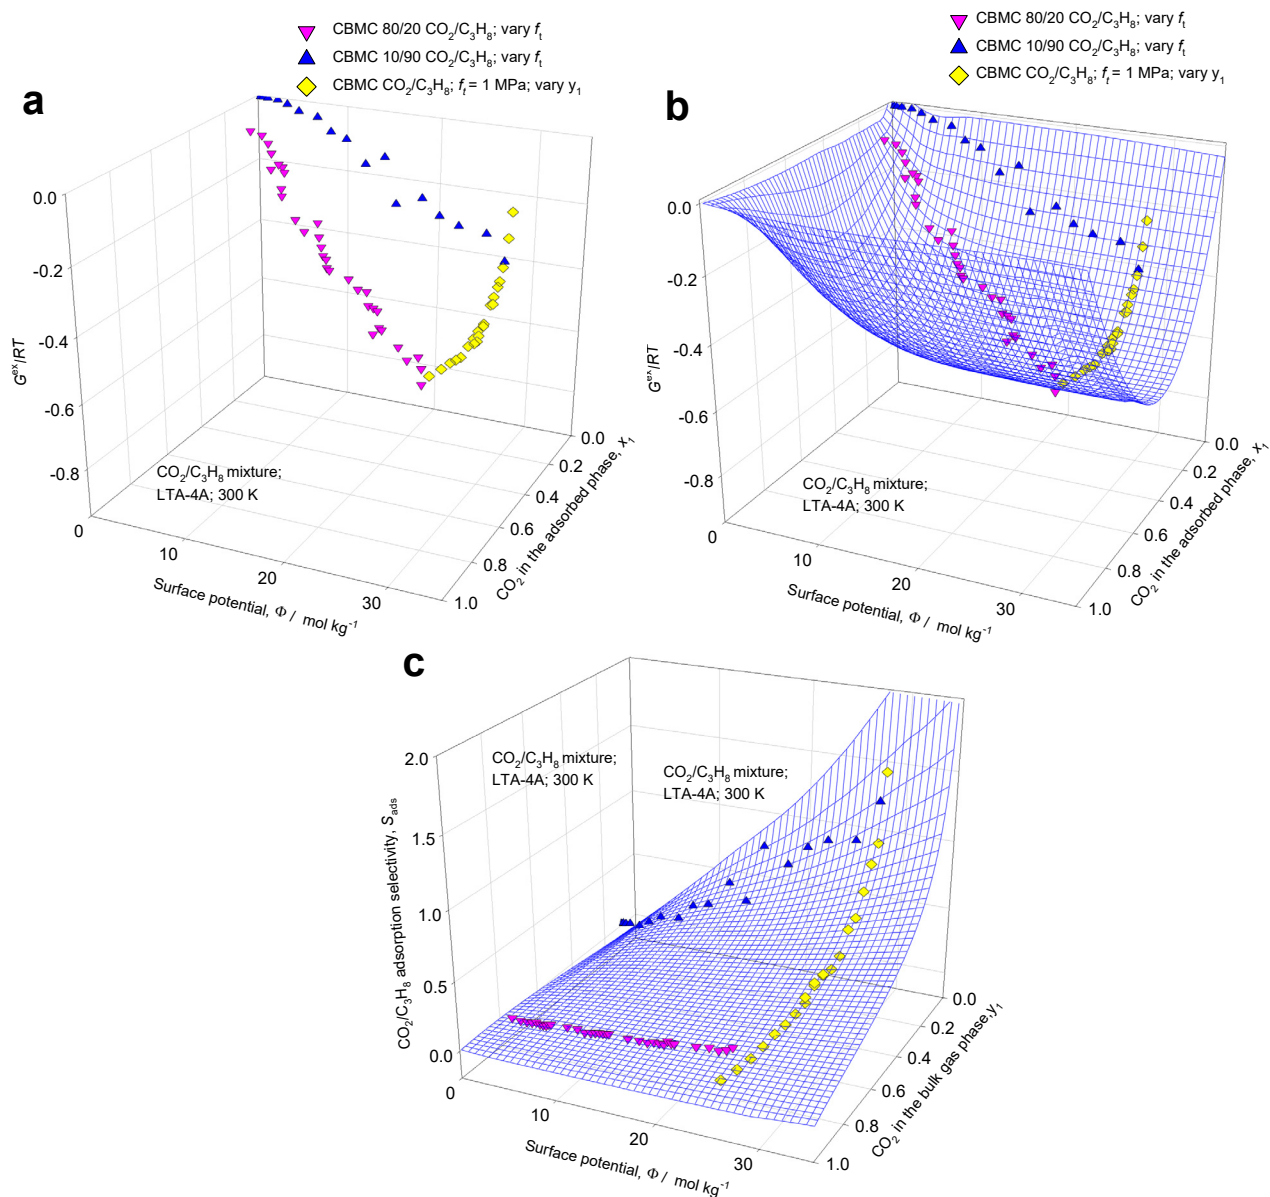 CBMC 80/20 CO₂/C₃H₈; vary fₜ
CBMC 10/90 CO₂/C₃H₈; vary fₜ
CBMC CO₂/C₃H₈; fₜ = 1 MPa; vary y₁
a
0.0
-0.2
-0.4
-0.6
-0.8
Gᵉˣ/RT
CO₂/C₃H₈ mixture;
LTA-4A; 300 K
0
10
20
30
Surface potential, Φ / mol kg⁻¹
0.0
0.2
0.4
0.6
0.8
1.0
CO₂ in the adsorbed phase, x₁
CBMC 80/20 CO₂/C₃H₈; vary fₜ
CBMC 10/90 CO₂/C₃H₈; vary fₜ
CBMC CO₂/C₃H₈; fₜ = 1 MPa; vary y₁
b
0.0
-0.2
-0.4
-0.6
-0.8
Gᵉˣ/RT
CO₂/C₃H₈ mixture;
LTA-4A; 300 K
0
10
20
30
Surface potential, Φ / mol kg⁻¹
0.0
0.2
0.4
0.6
0.8
1.0
CO₂ in the adsorbed phase, x₁
c
2.0
1.5
1.0
0.5
0.0
CO₂/C₃H₈ adsorption selectivity, Sₐdₛ
CO₂/C₃H₈ mixture;
LTA-4A; 300 K
CO₂/C₃H₈ mixture;
LTA-4A; 300 K
0
10
20
30
Surface potential, Φ / mol kg⁻¹
0.0
0.2
0.4
0.6
0.8
1.0
CO₂ in the bulk gas phase,y₁